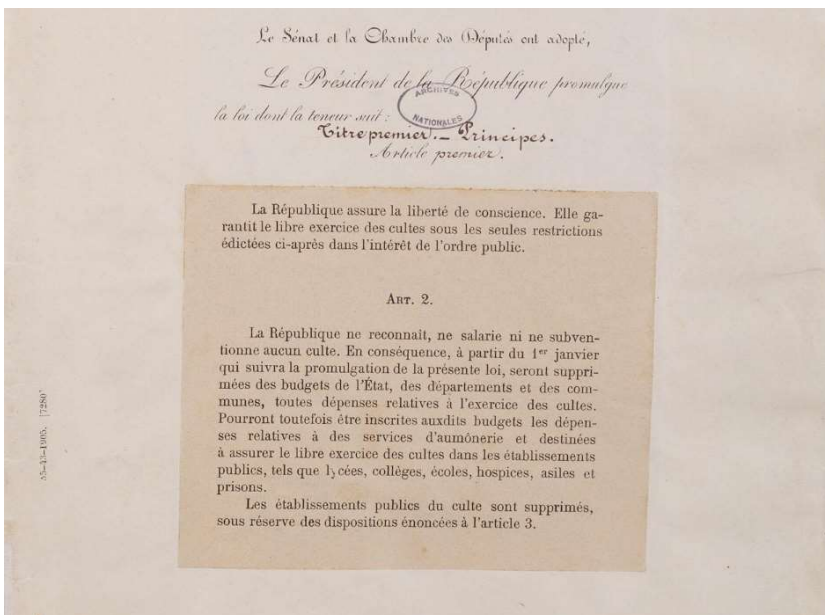 Le Sénat et la Chambre des Députés ont adopté,
Le Président de la République promulgue
ARCHIVES
NATIONALES
la loi dont la teneur suit :
Titre premier. _ Principes.
Article premier.
La République assure la liberté de conscience. Elle ga-
rantit le libre exercice des cultes sous les seules restrictions
édictées ci-après dans l'intérêt de l'ordre public.
ART. 2.
La République ne reconnaît, ne salarie ni ne subven-
tionne aucun culte. En conséquence, à partir du 1er janvier
qui suivra la promulgation de la présente loi, seront suppri-
mées des budgets de l'État, des départements et des com-
munes, toutes dépenses relatives à l'exercice des cultes.
Pourront toutefois être inscrites auxdits budgets les dépen-
ses relatives à des services d'aumônerie et destinées
à assurer le libre exercice des cultes dans les établissements
publics, tels que lycées, collèges, écoles, hospices, asiles et
prisons.
Les établissements publics du culte sont supprimés,
sous réserve des dispositions énoncées à l'article 3.
1905. [7280]